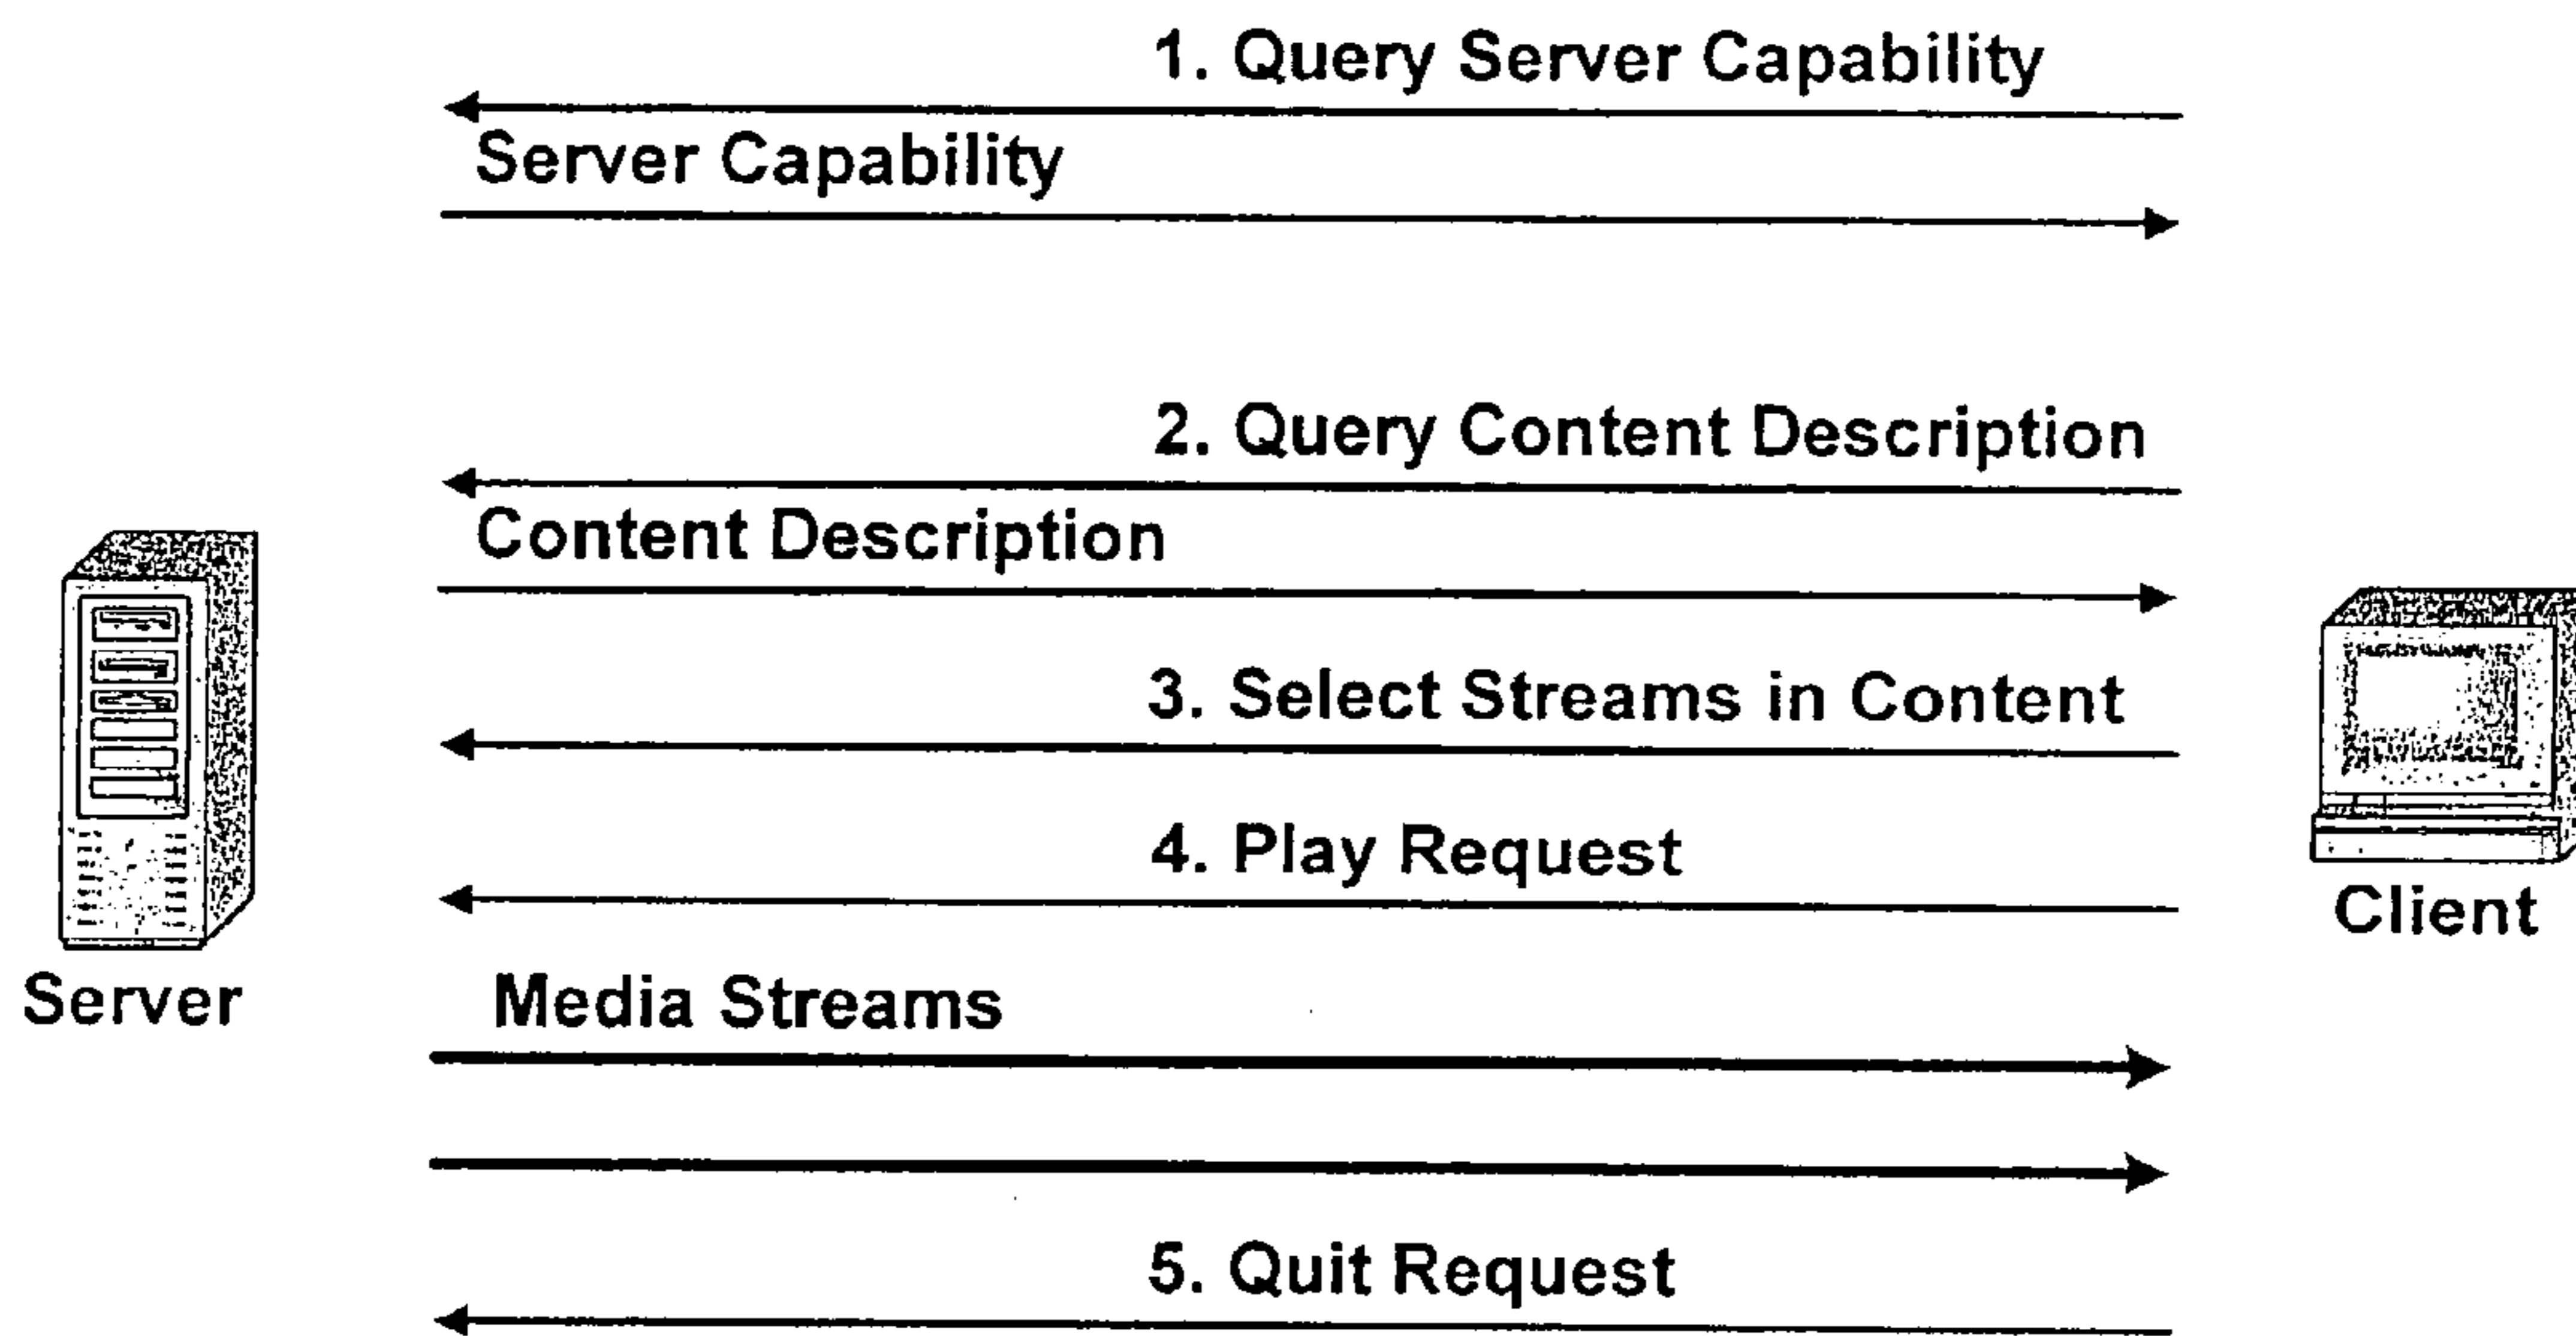 1. Query Server Capability
Server Capability
2. Query Content Description
Content Description
3. Select Streams in Content
4. Play Request
Client
Server
Media Streams
5. Quit Request